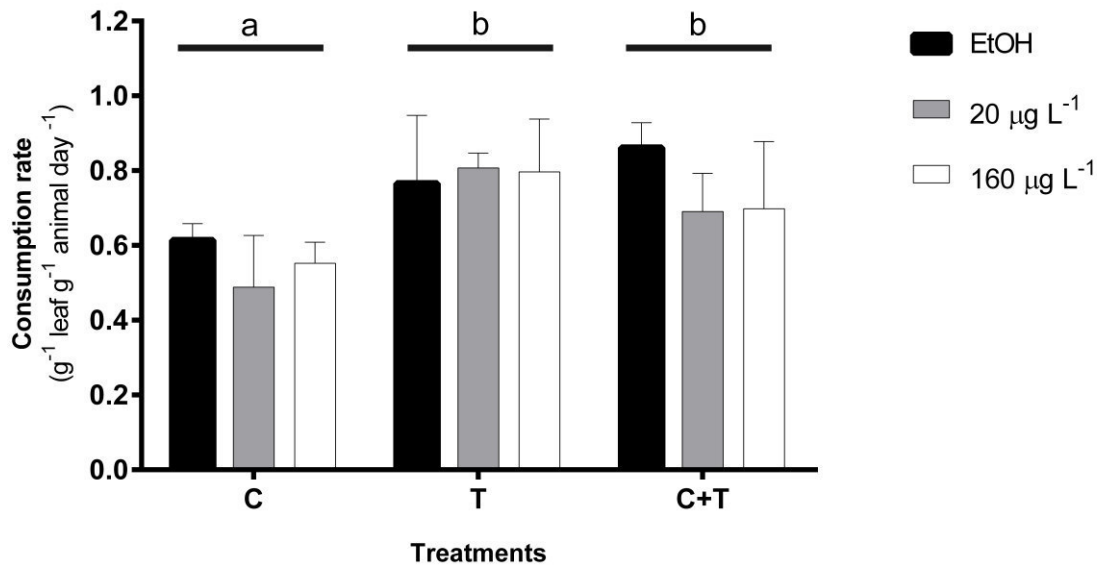 a
b
b
EtOH
20 μg L⁻¹
160 μg L⁻¹
Consumption rate
(g⁻¹ leaf g⁻¹ animal day ⁻¹)
1.2
1.0
0.8
0.6
0.4
0.2
0.0
C
T
C+T
Treatments